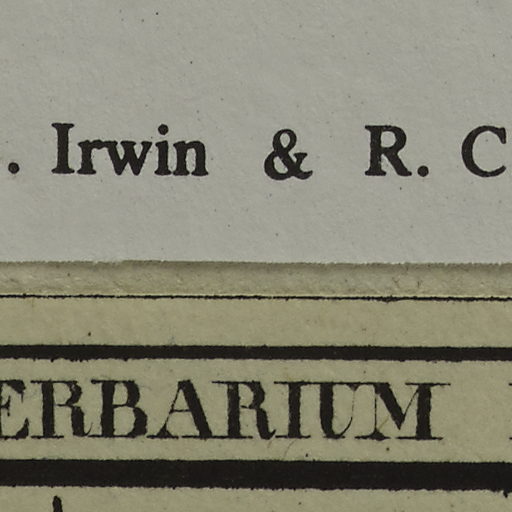 . Irwin & R. C
ERBARIUM